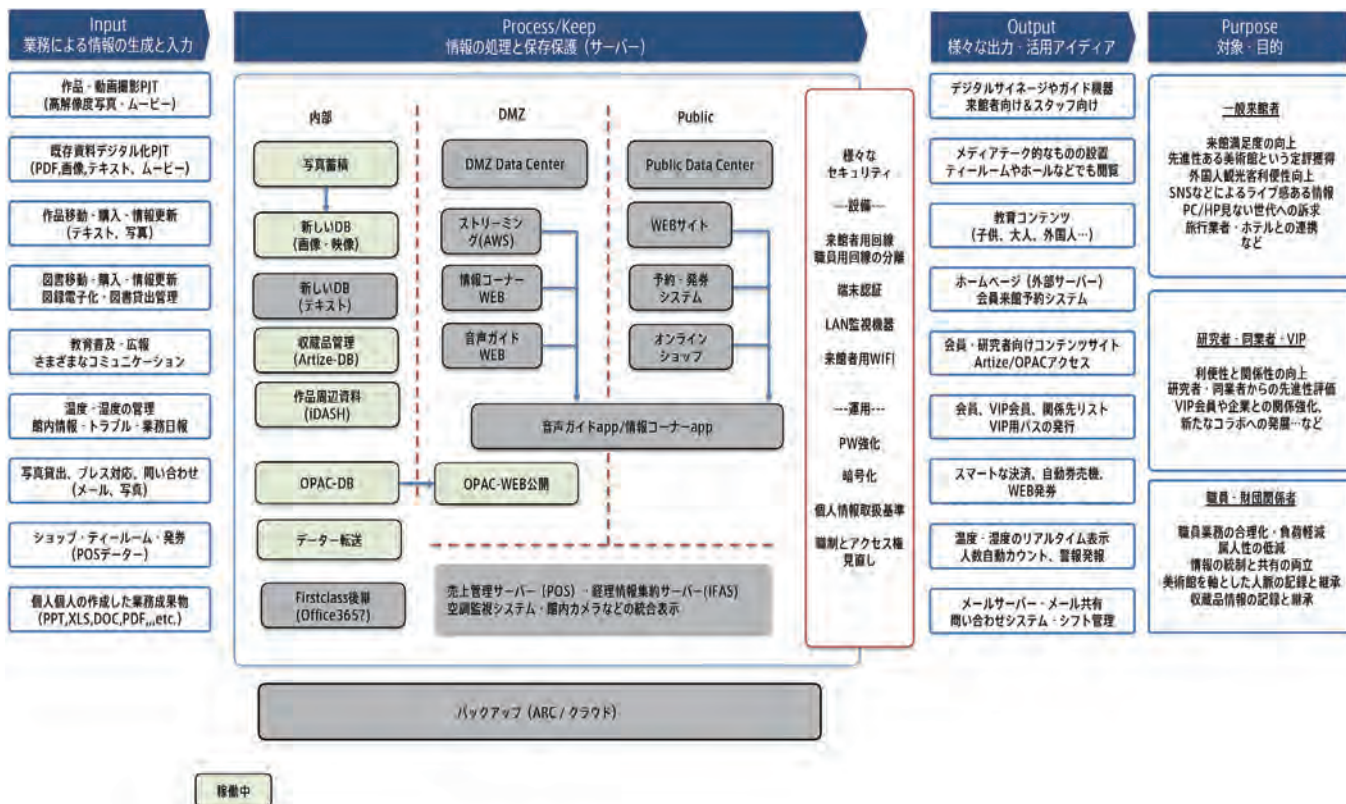 Input
業務による情報の生成と入力
作品・動画撮影PJT
(高解像度写真・ムービー)
既存資料デジタル化PJT
(PDF,画像,テキスト、ムービー)
作品移動・購入・情報更新
(テキスト、写真)
図書移動・購入・情報更新
図録電子化・図書貸出管理
教育普及・広報
さまざまなコミュニケーション
温度・湿度の管理
館内情報・トラブル・業務日報
写真貸出、プレス対応、問い合わせ
(メール、写真)
ショップ・ティールーム・発券
(POSデーター)
個人個人の作成した業務成果物
(PPT,XLS,DOC,PDF,,,etc.)
Process/Keep
情報の処理と保存保護（サーバー）
内部
写真蓄積
新しいDB
(画像・映像)
新しいDB
(テキスト)
収蔵品管理
(Artize-DB)
作品周辺資料
(iDASH)
OPAC-DB
データー転送
Firstclass後継
(Office365?)
DMZ
DMZ Data Center
ストリーミ
ング(AWS)
情報コーナー
WEB
音声ガイド
WEB
OPAC-WEB公開
Public
Public Data Center
WEBサイト
予約・発券
システム
オンライン
ショップ
音声ガイドapp/情報コーナーapp
売上管理サーバー（POS）・経理情報集約サーバー(IFAS)
空調監視システム・館内カメラなどの統合表示
様々な
セキュリティ
---設備---
来館者用回線
職員用回線の分離
端末認証
LAN監視機器
来館者用WIFI
---運用---
PW強化
暗号化
個人情報取扱基準
職制とアクセス権
見直し
バックアップ（ARC / クラウド）
稼働中
Output
様々な出力・活用アイディア
デジタルサイネージやガイド機器
来館者向け&スタッフ向け
メディアテーク的なものの設置
ティールームやホールなどでも閲覧
教育コンテンツ
(子供、大人、外国人…)
ホームページ（外部サーバー）
会員来館予約システム
会員・研究者向けコンテンツサイト
Artize/OPACアクセス
会員、VIP会員、関係先リスト
VIP用パスの発行
スマートな決済、自動券売機、
WEB発券
温度・湿度のリアルタイム表示
人数自動カウント、警報発報
メールサーバー・メール共有
問い合わせシステム・シフト管理
Purpose
対象・目的
一般来館者
来館満足度の向上
先進性ある美術館という定評獲得
外国人観光客利便性向上
SNSなどによるライブ感ある情報
PC/HP見ない世代への訴求
旅行業者・ホテルとの連携
など
研究者・同業者・VIP
利便性と関係性の向上
研究者・同業者からの先進性評価
VIP会員や企業との関係強化、
新たなコラボへの発展…など
職員・財団関係者
職員業務の合理化・負荷軽減
属人性の低減
情報の統制と共有の両立
美術館を軸とした人脈の記録と継承
収蔵品情報の記録と継承